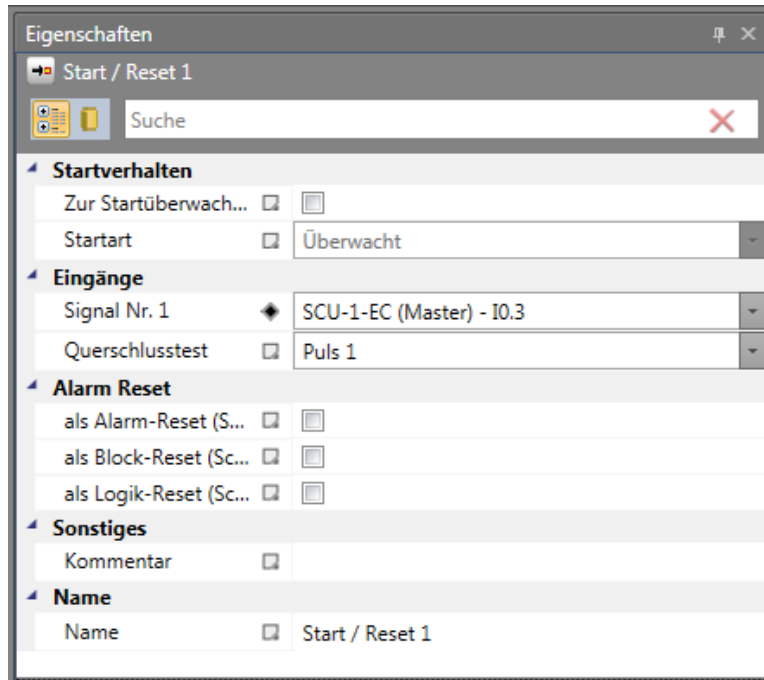 Eigenschaften
Start / Reset 1
Suche
Startverhalten
Zur Startüberwach...
Startart Überwacht
Eingänge
Signal Nr. 1 SCU-1-EC (Master) - I0.3
Querschlusstest Puls 1
Alarm Reset
als Alarm-Reset (S...
als Block-Reset (Sc...
als Logik-Reset (Sc...
Sonstiges
Kommentar
Name
Name Start / Reset 1